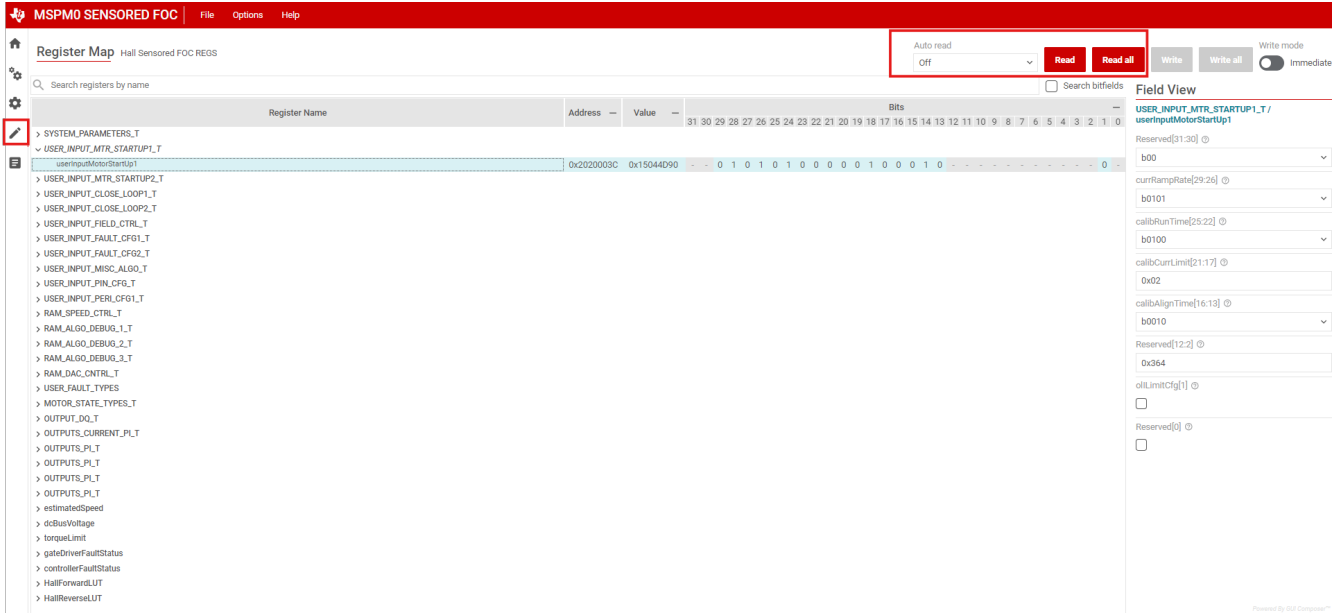 MSPM0 SENSORED FOC File Options Help
Register Map Hall Sensored FOC REGS
Auto read
Off
Read Read all Write Write all
Write mode
Immediate
Search registers by name Search bitfields
Register Name Address Value Bits
31 30 29 28 27 26 25 24 23 22 21 20 19 18 17 16 15 14 13 12 11 10 9 8 7 6 5 4 3 2 1 0
SYSTEM_PARAMETERS_T
USER_INPUT_MTR_STARTUP1_T
userInputMotorStartUp1 0x2020003C 0x15044D90 - - 0 1 0 1 0 1 0 0 0 0 0 1 0 0 0 1 0 - - - - - - - - - - - 0 -
USER_INPUT_MTR_STARTUP2_T
USER_INPUT_CLOSE_LOOP1_T
USER_INPUT_CLOSE_LOOP2_T
USER_INPUT_FIELD_CTRL_T
USER_INPUT_FAULT_CFG1_T
USER_INPUT_FAULT_CFG2_T
USER_INPUT_MISC_ALGO_T
USER_INPUT_PIN_CFG_T
USER_INPUT_PERI_CFG1_T
RAM_SPEED_CTRL_T
RAM_ALGO_DEBUG_1_T
RAM_ALGO_DEBUG_2_T
RAM_ALGO_DEBUG_3_T
RAM_DAC_CNTRL_T
USER_FAULT_TYPES
MOTOR_STATE_TYPES_T
OUTPUT_DQ_T
OUTPUTS_CURRENT_PI_T
OUTPUTS_PI_T
OUTPUTS_PI_T
OUTPUTS_PI_T
OUTPUTS_PI_T
estimatedSpeed
dcBusVoltage
torqueLimit
gateDriverFaultStatus
controllerFaultStatus
HallForwardLUT
HallReverseLUT
Field View
USER_INPUT_MTR_STARTUP1_T /
userInputMotorStartUp1
Reserved[31:30]
b00
currRampRate[29:26]
b0101
calibRunTime[25:22]
b0100
calibCurrLimit[21:17]
0x02
calibAlignTime[16:13]
b0010
Reserved[12:2]
0x364
olILimitCfg[1]
Reserved[0]
Powered By GUI Composer™